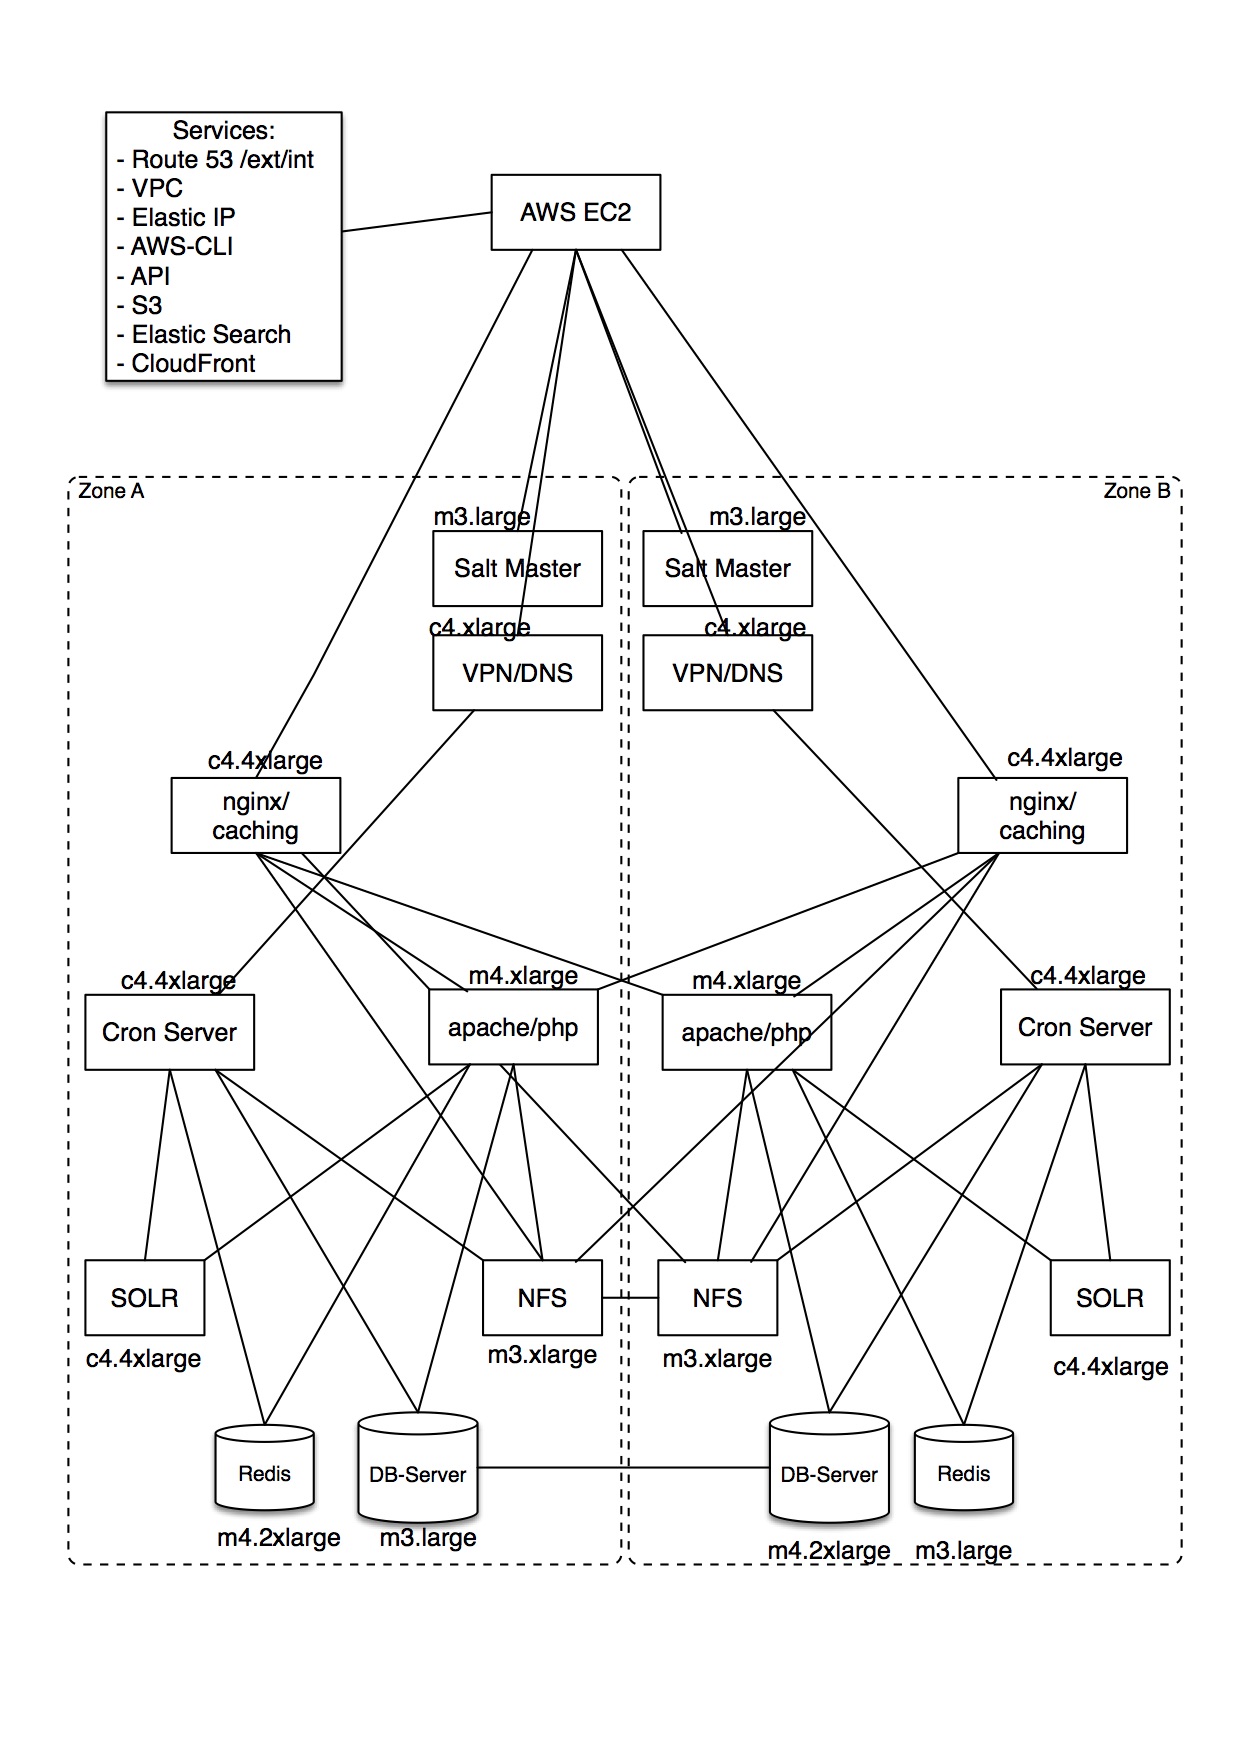 Services:
- Route 53 /ext/int
- VPC
- Elastic IP
- AWS-CLI
- API
- S3
- Elastic Search
- CloudFront
AWS EC2
Zone A
Zone B
m3.large
Salt Master
m3.large
Salt Master
c4.xlarge
VPN/DNS
c4.xlarge
VPN/DNS
c4.4xlarge
nginx/
caching
c4.4xlarge
nginx/
caching
c4.4xlarge
Cron Server
m4.xlarge
apache/php
m4.xlarge
apache/php
c4.4xlarge
Cron Server
SOLR
c4.4xlarge
NFS
m3.xlarge
NFS
m3.xlarge
SOLR
c4.4xlarge
Redis
m4.2xlarge
DB-Server
m3.large
DB-Server
m4.2xlarge
Redis
m3.large